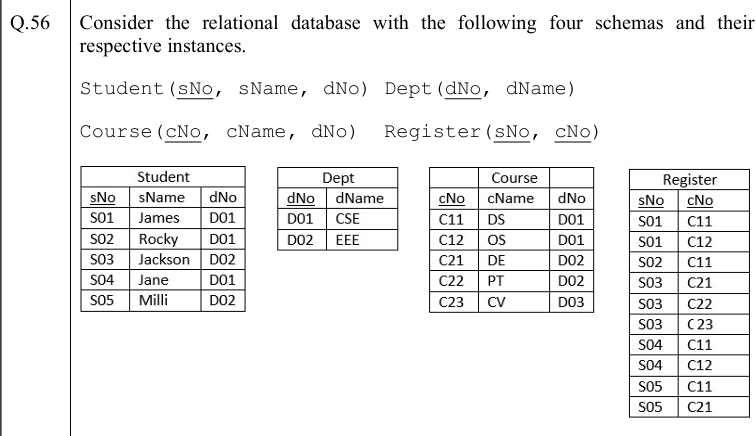 Q.56 Consider the relational database with the following four schemas and their
respective instances.
Student(sNo, sName, dNo) Dept(dNo, dName)
Course(cNo, cName, dNo) Register(sNo, cNo)
Student
sNo sName dNo
S01 James D01
S02 Rocky D01
S03 Jackson D02
S04 Jane D01
S05 Milli D02
Dept
dNo dName
D01 CSE
D02 EEE
Course
cNo cName dNo
C11 DS D01
C12 OS D01
C21 DE D02
C22 PT D02
C23 CV D03
Register
sNo cNo
S01 C11
S01 C12
S02 C11
S03 C21
S03 C22
S03 C23
S04 C11
S04 C12
S05 C11
S05 C21